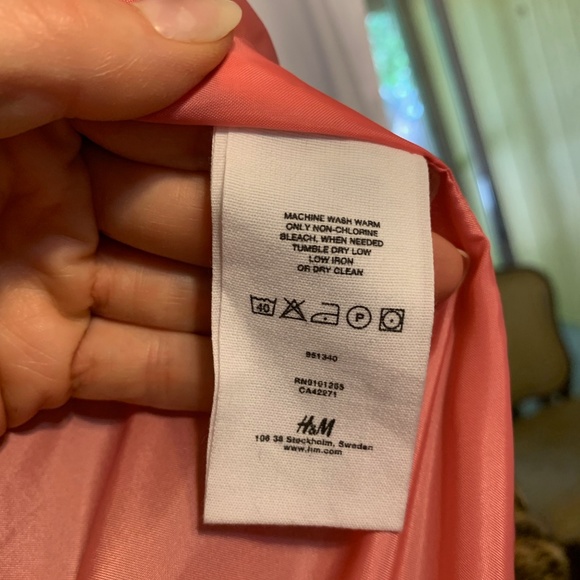 MACHINE WASH WARM
ONLY NON-CHLORINE
BLEACH, WHEN NEEDED
TUMBLE DRY LOW
LOW IRON
OR DRY CLEAN
40 P
951340
RN9101255
CA42271
H&M
106 38 Stockholm, Sweden
www.hm.com